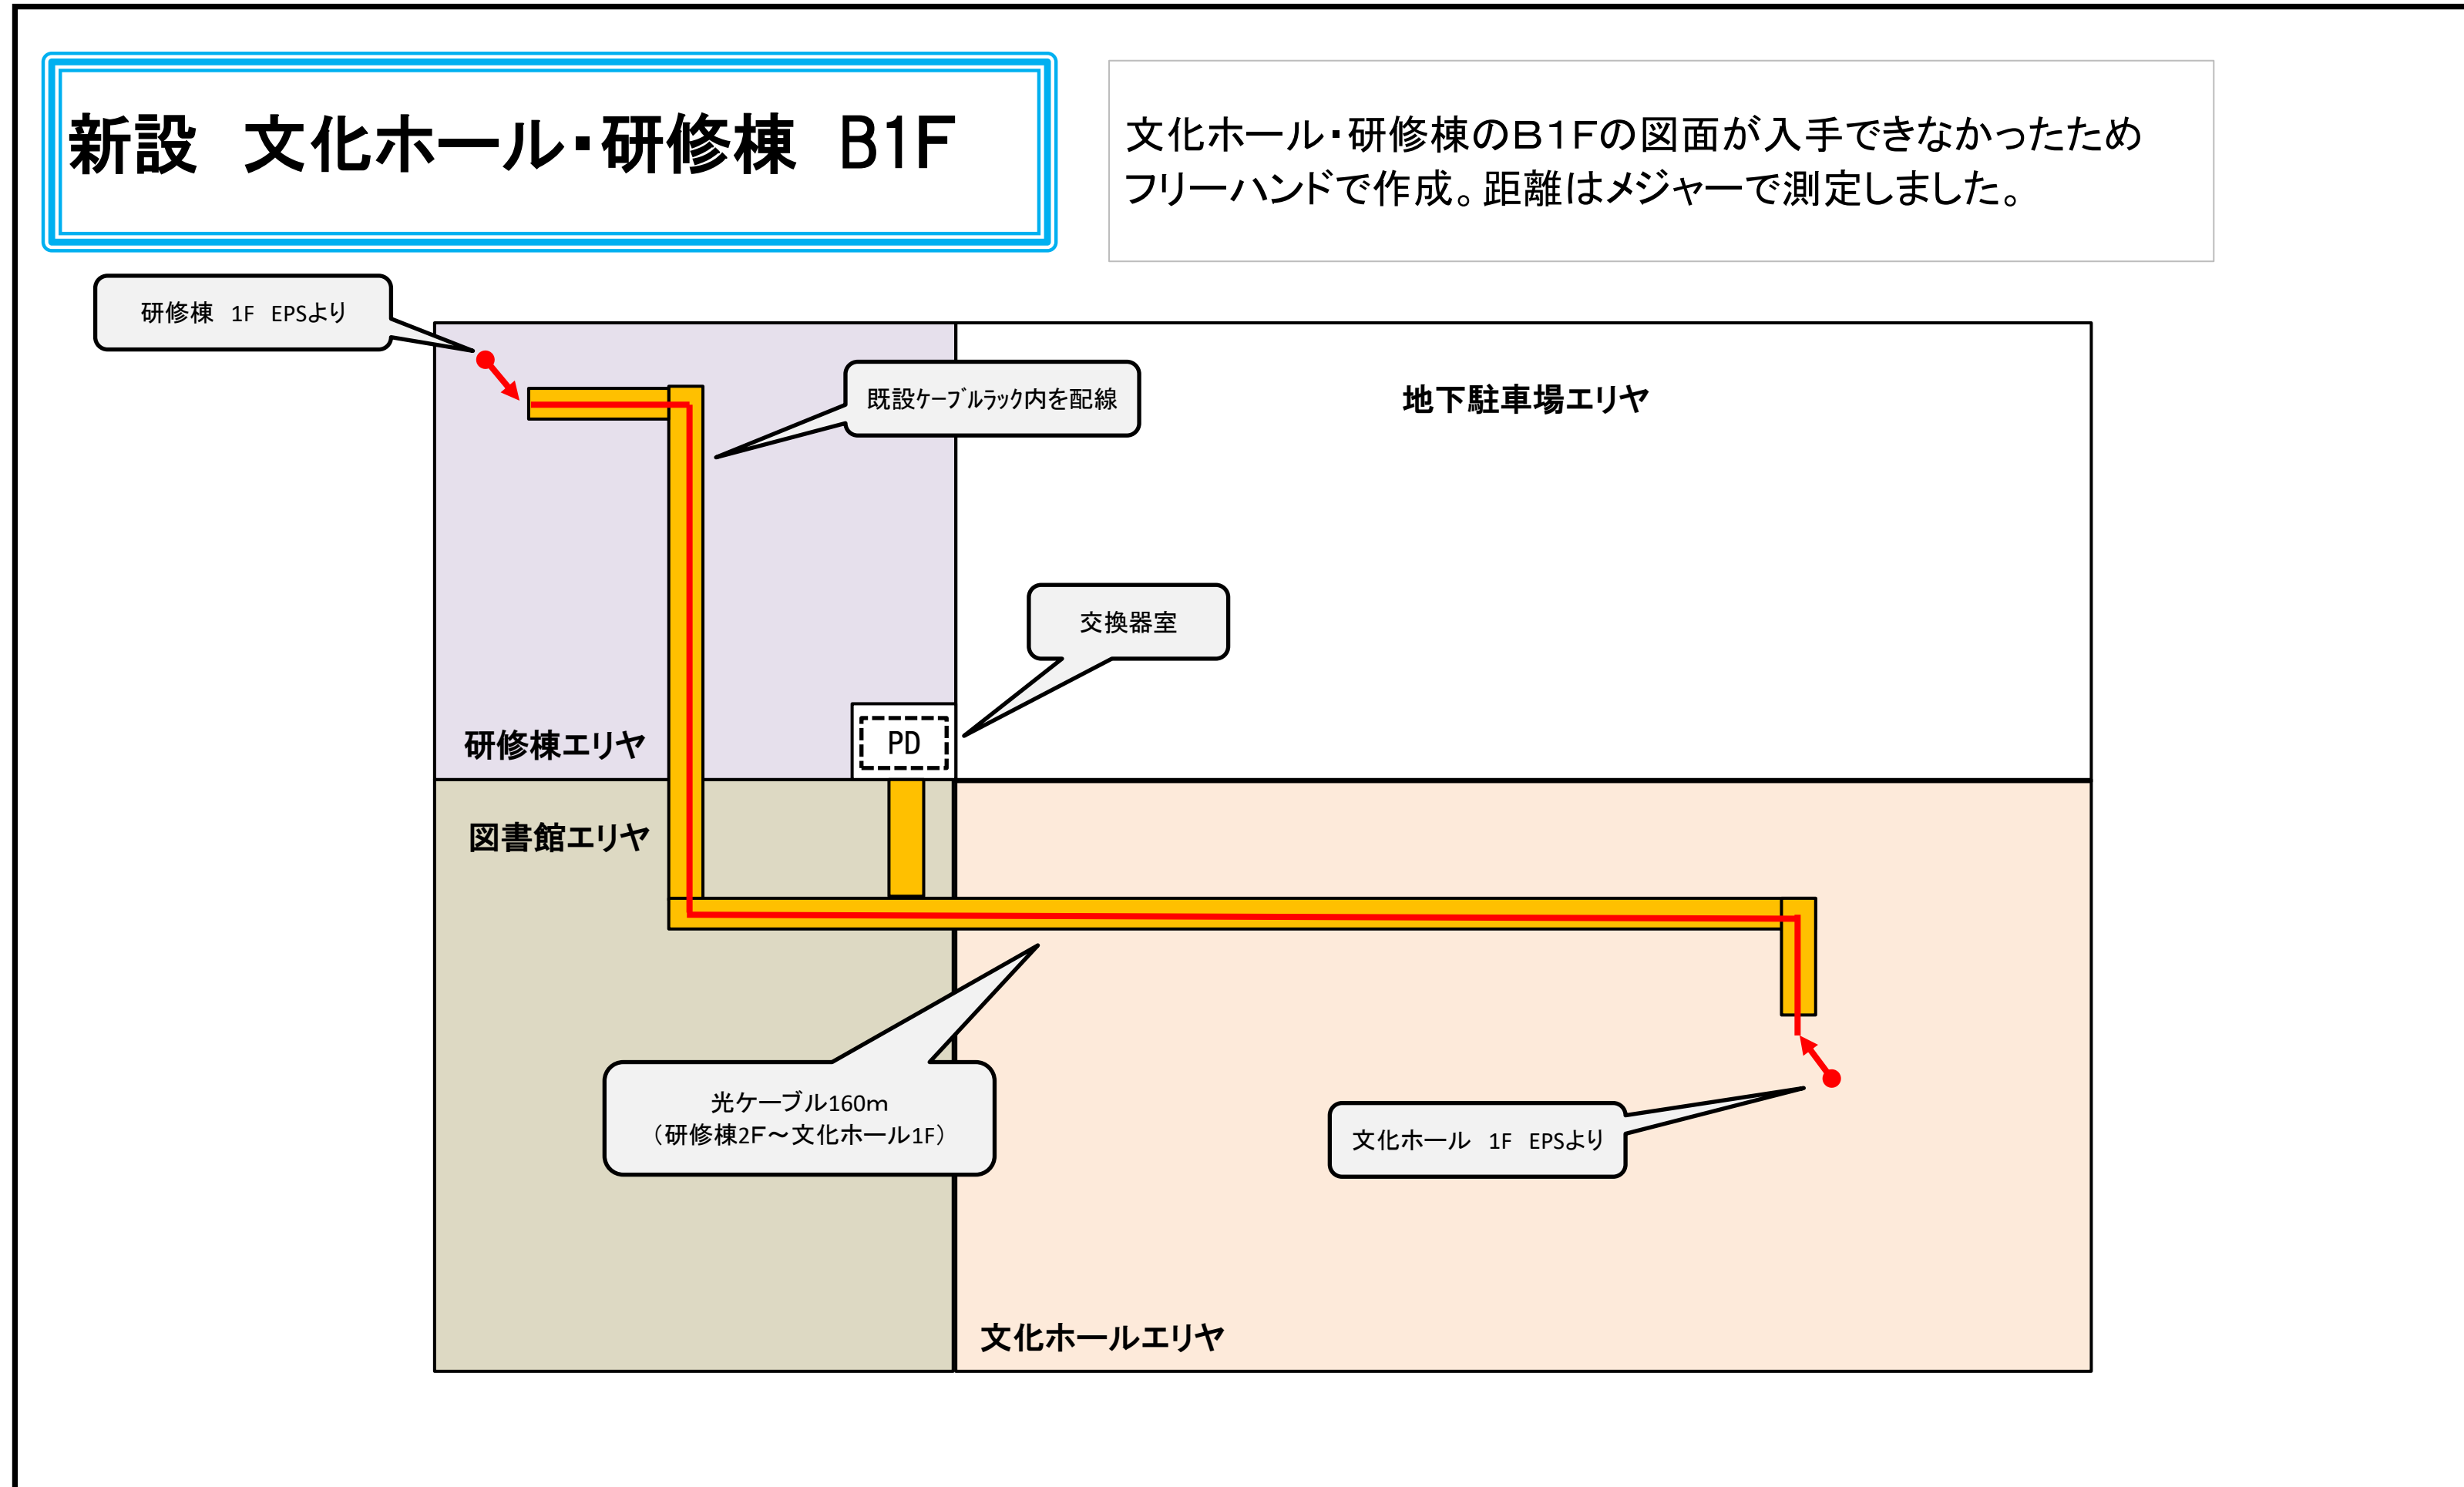 新設　文化ホール・研修棟　B1F
文化ホール・研修棟のB1Fの図面が入手できなかったため
フリーハンドで作成。距離はメジャーで測定しました。
研修棟　1F　EPSより
既設ｹｰﾌﾞﾙﾗｯｸ内を配線
地下駐車場エリヤ
交換器室
PD
研修棟エリヤ
図書館エリヤ
光ケーブル160m
（研修棟2F～文化ホール1F）
文化ホール　1F　EPSより
文化ホールエリヤ